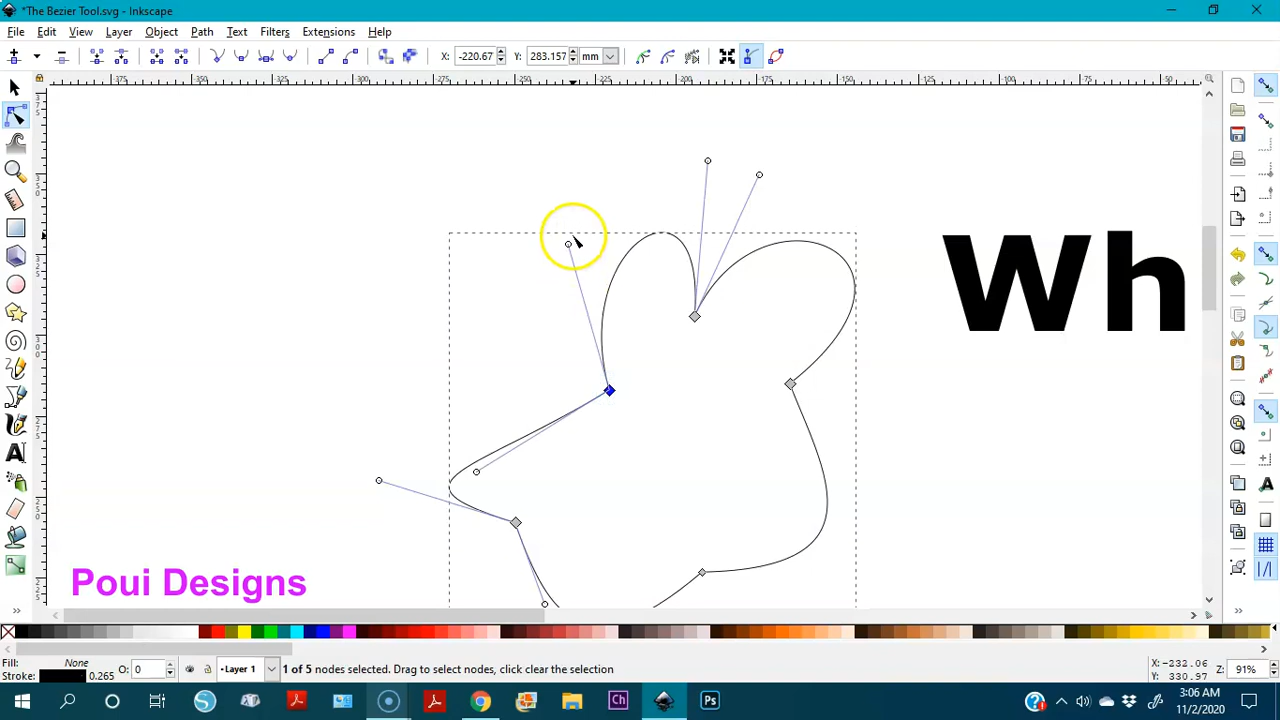 *The Bezier Tool.svg - Inkscape
File Edit View Layer Object Path Text Filters Extensions Help
X: -220.67 Y: 283.157 mm
Wh
Poui Designs
Fill: None
Stroke: 0.265
O: 0
Layer 1
1 of 5 nodes selected. Drag to select nodes, click clear the selection
X: -232.06
Y: 330.97
Z: 91%
Ch
Ps
3:06 AM
11/2/2020